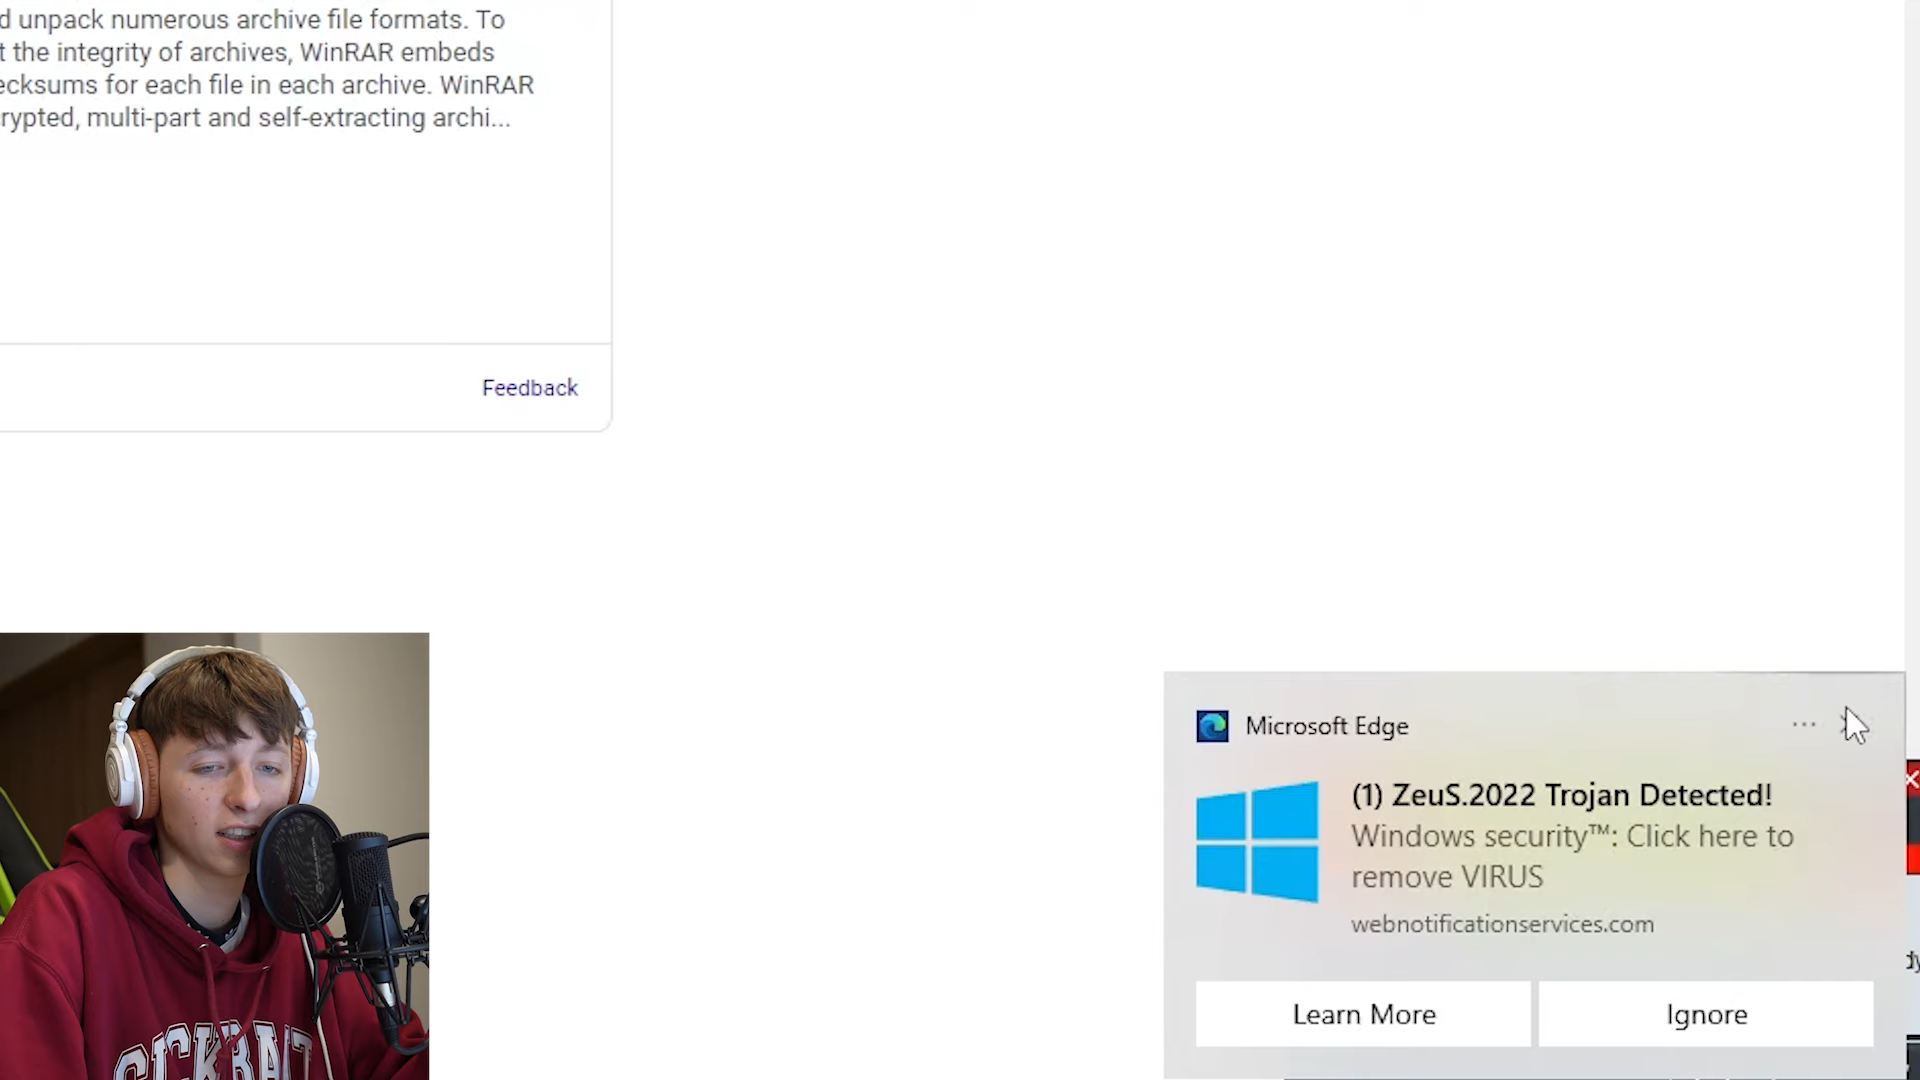 d unpack numerous archive file formats. To
t the integrity of archives, WinRAR embeds
ecksums for each file in each archive. WinRAR
rypted, multi-part and self-extracting archi...
Feedback
Microsoft Edge
(1) ZeuS.2022 Trojan Detected!
Windows security™: Click here to
remove VIRUS
webnotificationservices.com
Learn More
Ignore